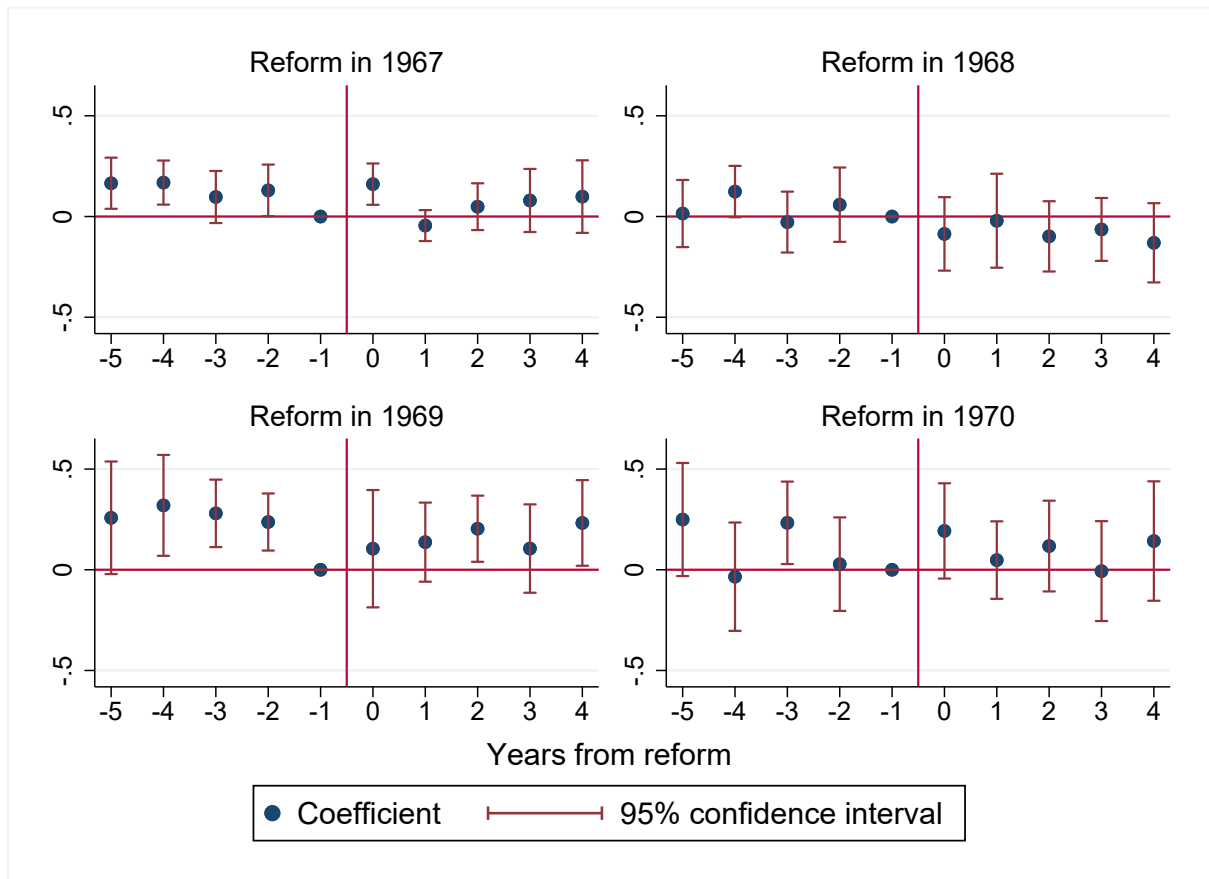 Reform in 1967
.5
0
-.5
-5 -4 -3 -2 -1 0 1 2 3 4
Reform in 1968
.5
0
-.5
-5 -4 -3 -2 -1 0 1 2 3 4
Reform in 1969
.5
0
-.5
-5 -4 -3 -2 -1 0 1 2 3 4
Reform in 1970
.5
0
-.5
-5 -4 -3 -2 -1 0 1 2 3 4
Years from reform
Coefficient 95% confidence interval